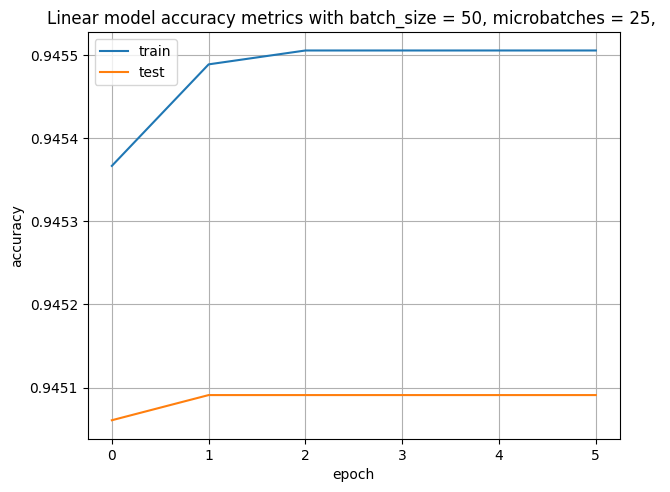 Linear model accuracy metrics with batch_size = 50, microbatches = 25,
train
test
0.9455
0.9454
0.9453
0.9452
0.9451
accuracy
0 1 2 3 4 5
epoch